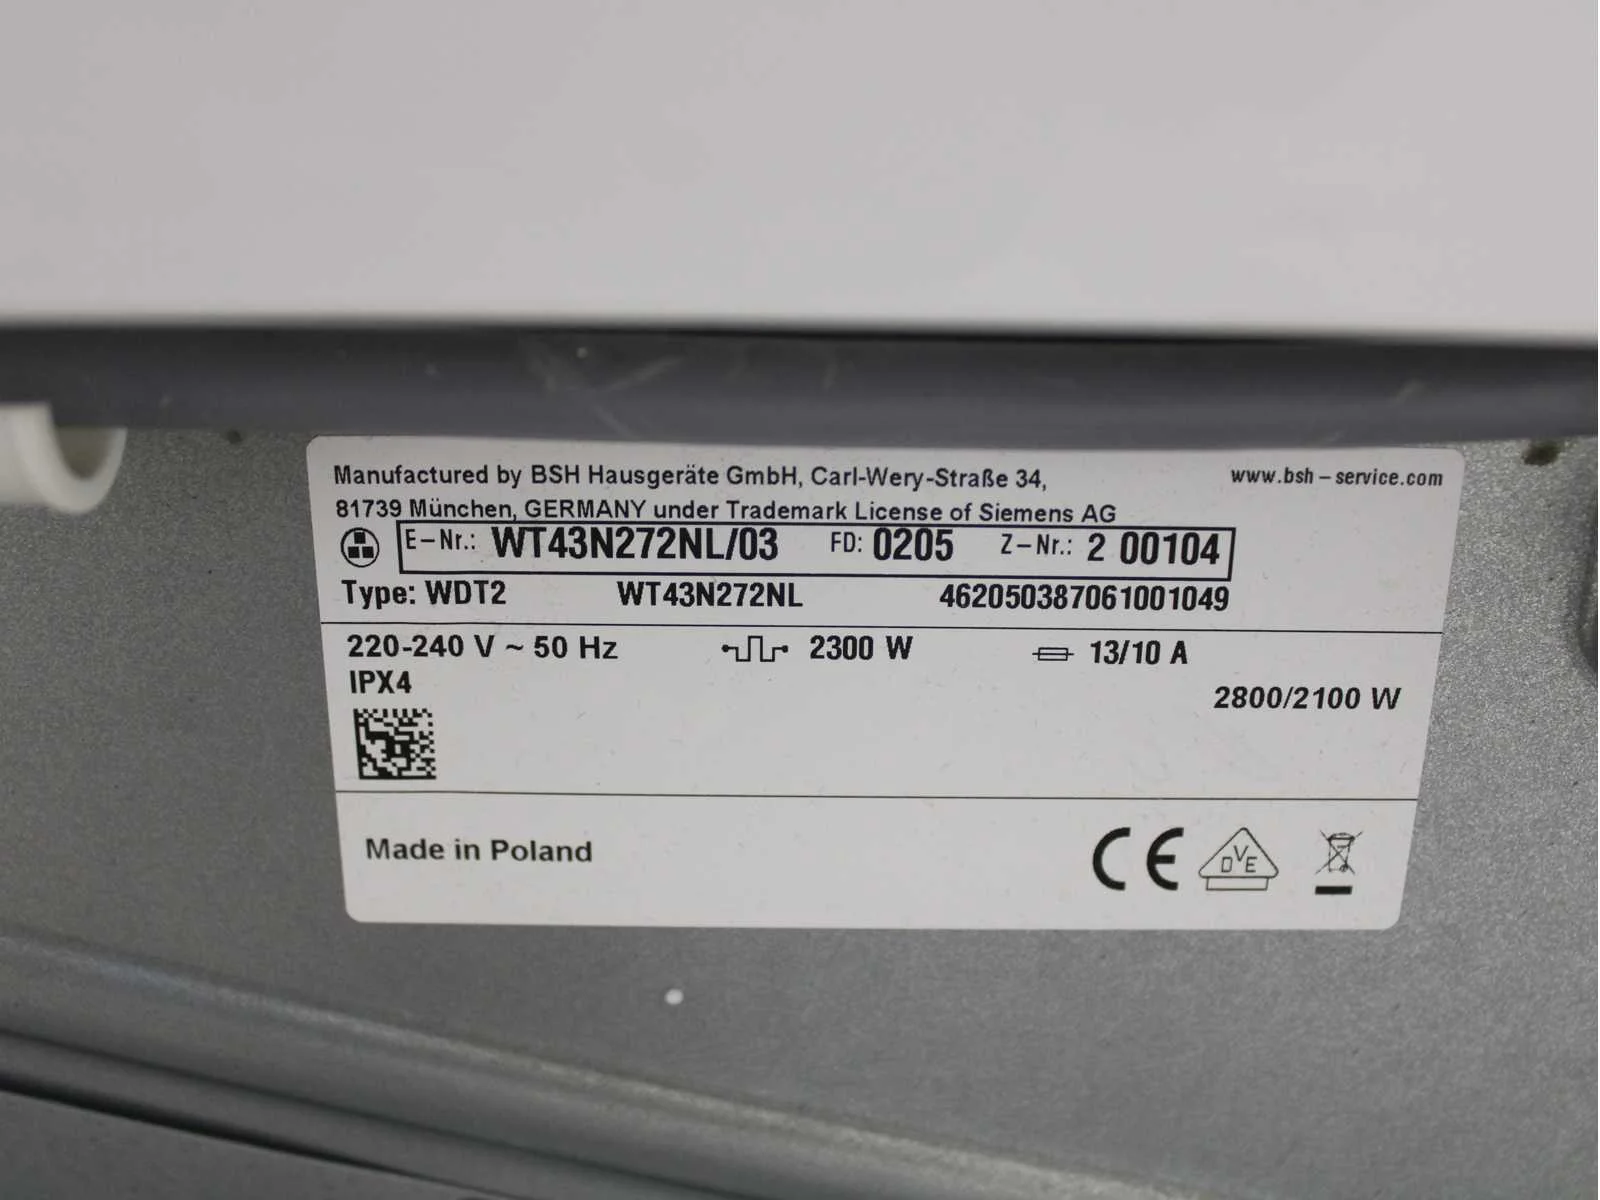 Manufactured by BSH Hausgeräte GmbH, Carl-Wery-Straße 34, www.bsh-service.com
81739 München, GERMANY under Trademark License of Siemens AG
E-Nr.: WT43N272NL/03 FD: 0205 Z-Nr.: 2 00104
Type: WDT2 WT43N272NL 462050387061001049
220-240 V ~ 50 Hz 2300 W 13/10 A
IPX4
2800/2100 W
Made in Poland CE DVE